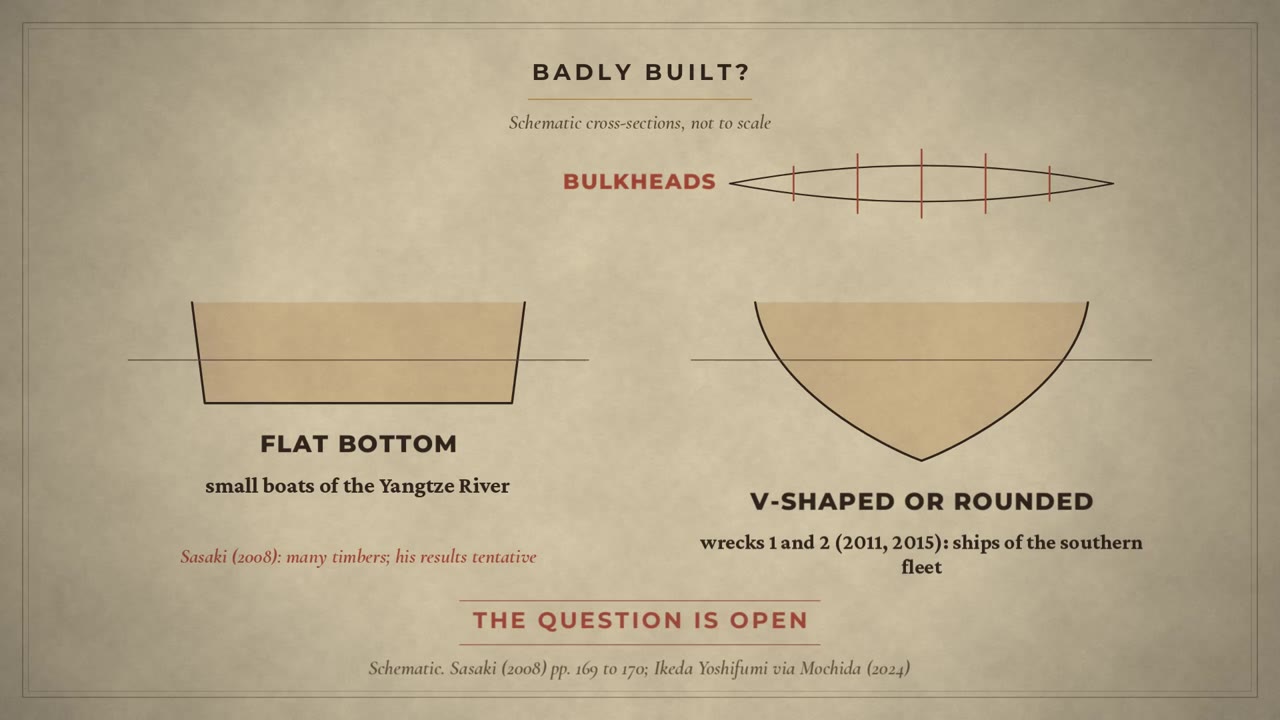 BADLY BUILT?
Schematic cross-sections, not to scale
BULKHEADS
FLAT BOTTOM
small boats of the Yangtze River
Sasaki (2008): many timbers; his results tentative
V-SHAPED OR ROUNDED
wrecks 1 and 2 (2011, 2015): ships of the southern
fleet
THE QUESTION IS OPEN
Schematic. Sasaki (2008) pp. 169 to 170; Ikeda Yoshifumi via Mochida (2024)